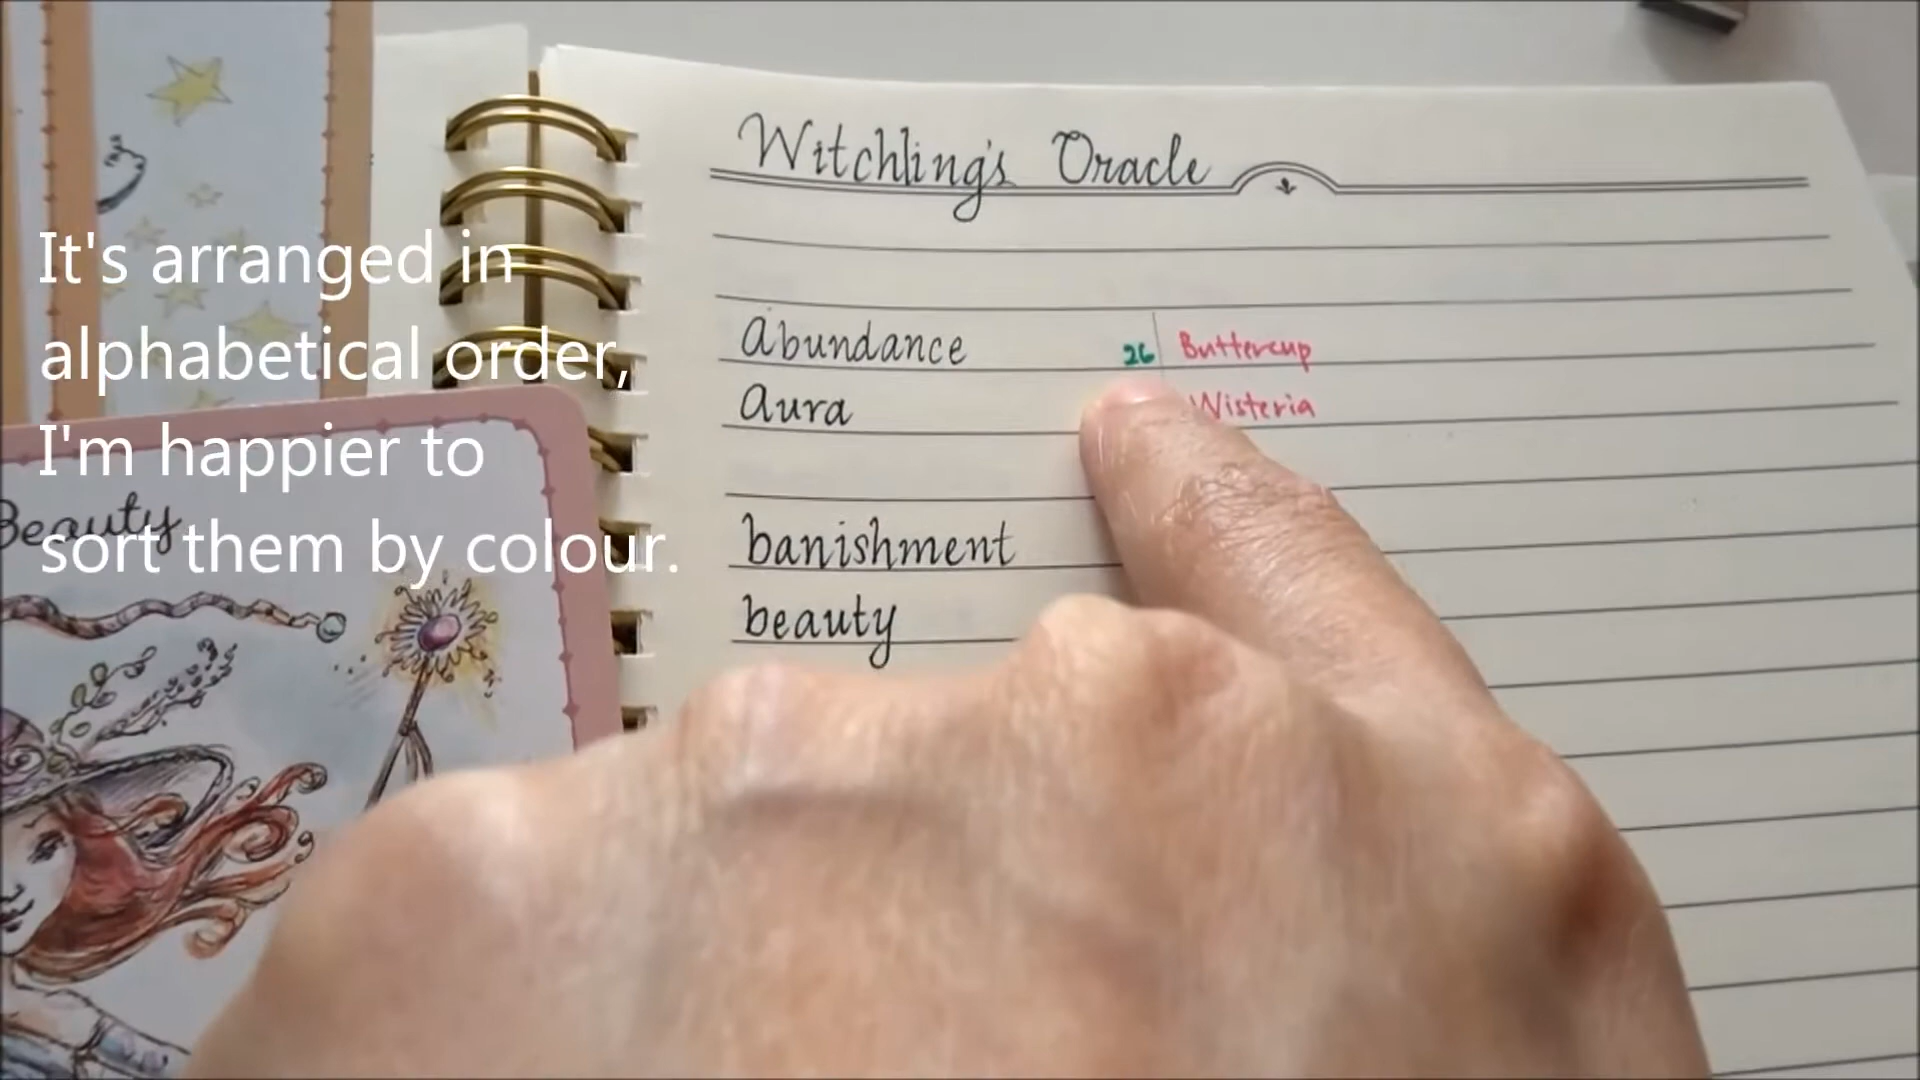 Witchling's Oracle
It's arranged in
alphabetical order,
I'm happier to
sort them by colour.
Abundance 26 Buttercup
Aura Wisteria
banishment
beauty
Beauty